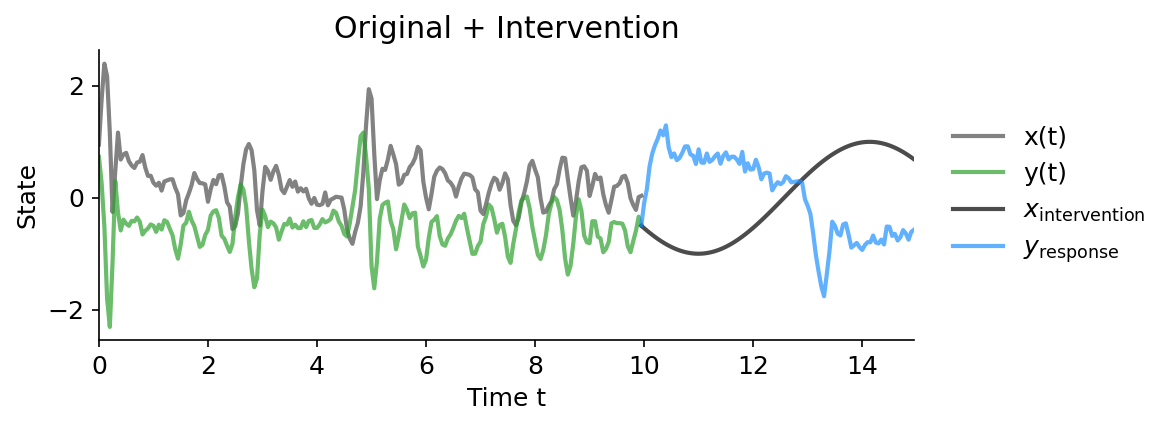 Original + Intervention
State
2
0
−2
0 2 4 6 8 10 12 14
Time t
x(t)
y(t)
x_intervention
y_response